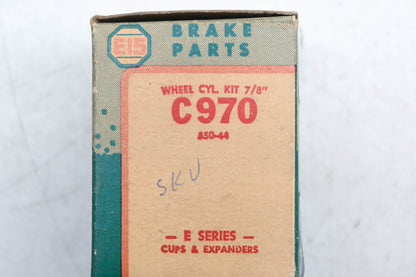 EIS
BRAKE
PARTS
WHEEL CYL. KIT 7/8"
C970
850-44
SKU
— E SERIES —
CUPS & EXPANDERS